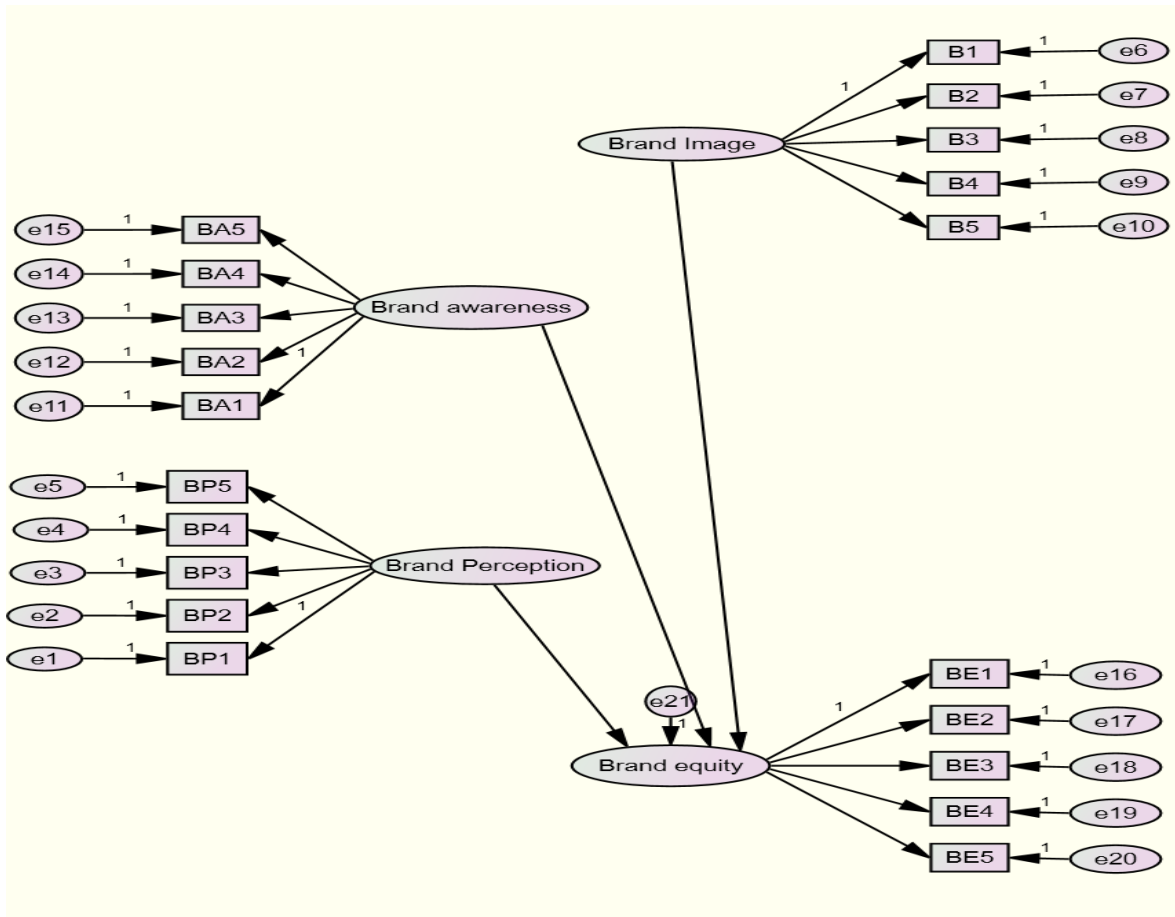 B1
1
e6
1
B2
1
e7
B3
1
e8
Brand Image
B4
1
e9
B5
1
e10
e15
1
BA5
e14
1
BA4
e13
1
BA3
Brand awareness
e12
1
BA2
1
e11
1
BA1
e5
1
BP5
e4
1
BP4
e3
1
BP3
Brand Perception
e2
1
BP2
1
e1
1
BP1
e21
1
Brand equity
1
BE1
1
e16
BE2
1
e17
BE3
1
e18
BE4
1
e19
BE5
1
e20